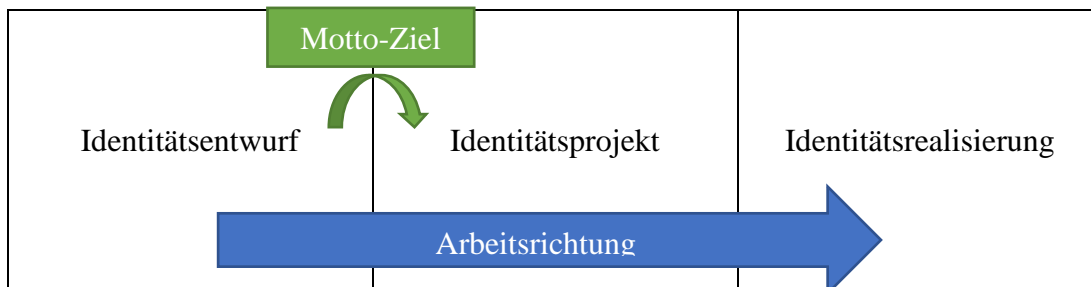 Motto-Ziel
Identitätsentwurf
Identitätsprojekt
Identitätsrealisierung
Arbeitsrichtung